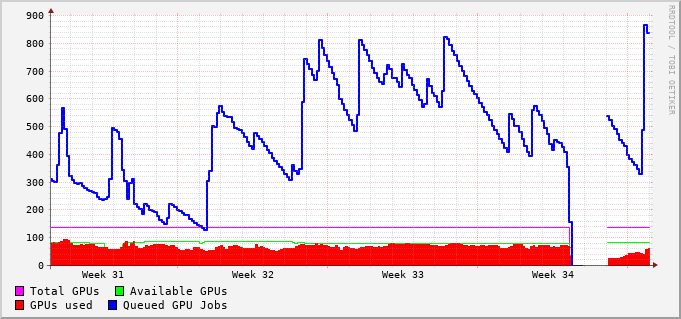 900
800
700
600
500
400
300
200
100
0
Week 31 Week 32 Week 33 Week 34
Total GPUs Available GPUs
GPUs used Queued GPU Jobs
RRDTOOL / TOBI OETIKER